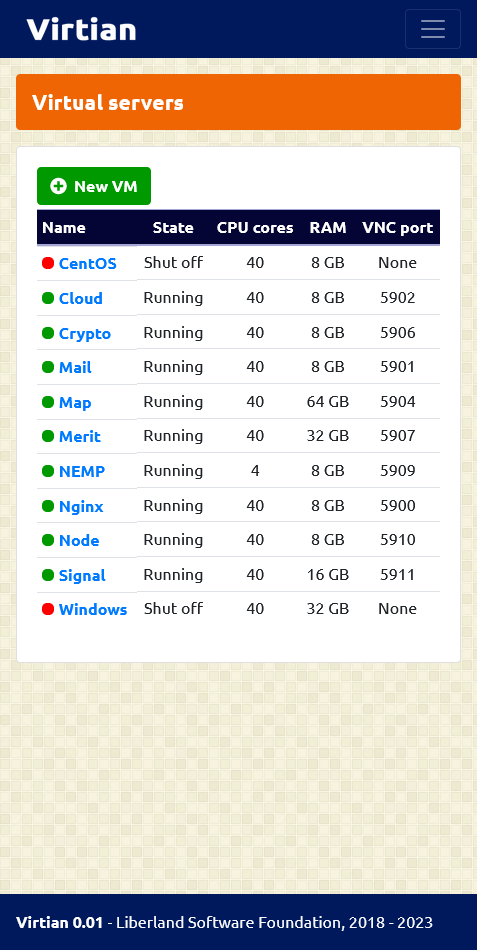 Virtian
Virtual servers
New VM
Name State CPU cores RAM VNC port
CentOS Shut off 40 8 GB None
Cloud Running 40 8 GB 5902
Crypto Running 40 8 GB 5906
Mail Running 40 8 GB 5901
Map Running 40 64 GB 5904
Merit Running 40 32 GB 5907
NEMP Running 4 8 GB 5909
Nginx Running 40 8 GB 5900
Node Running 40 8 GB 5910
Signal Running 40 16 GB 5911
Windows Shut off 40 32 GB None
Virtian 0.01 - Liberland Software Foundation, 2018 - 2023